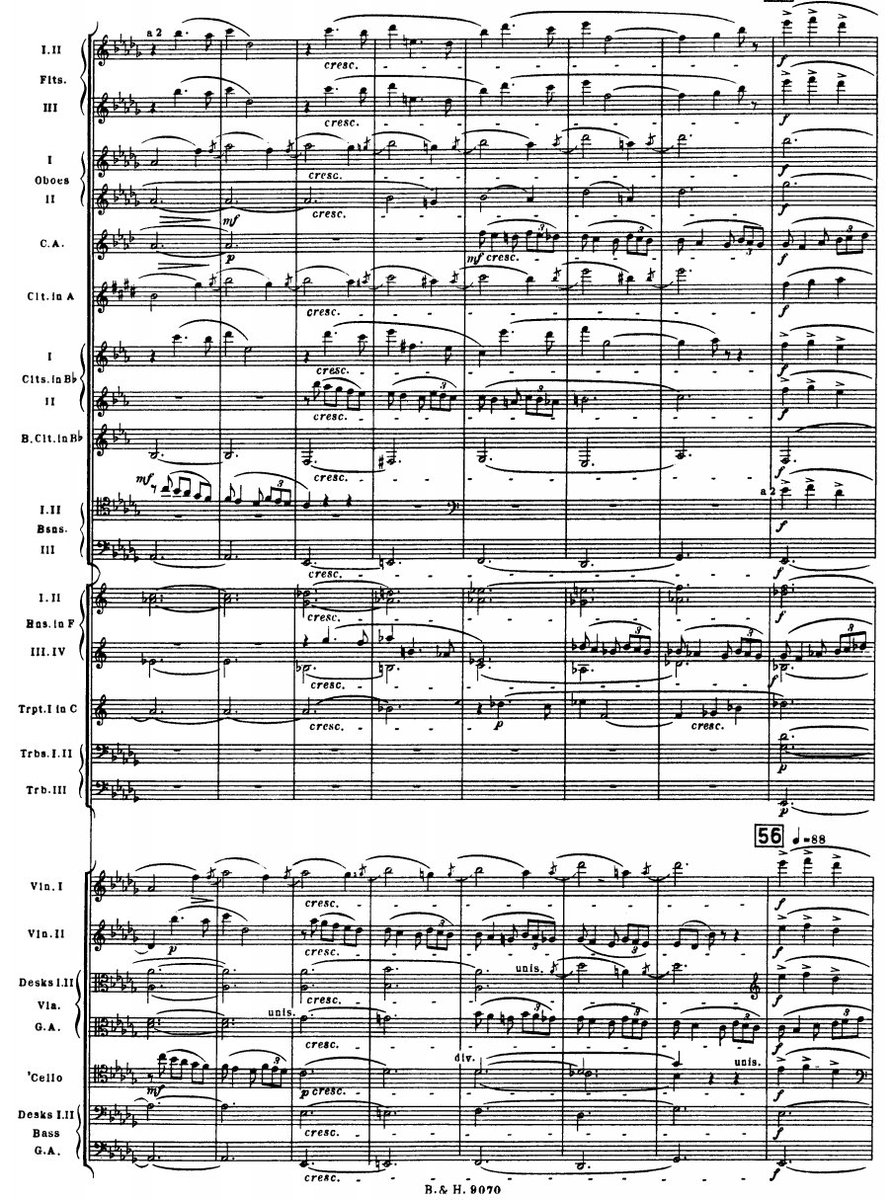 a 2
I.II
cresc.
f
Flts.
III
cresc.
f
I
cresc.
f
Oboes
II
mf
cresc.
f
C.A.
p
mf cresc.
3
3
3
f
3
Clt. in A
cresc.
f
I
cresc.
f
Clts. in B♭
II
3
3
cresc.
f
B. Clt. in B♭
cresc.
f
mf
3
a 2
I.II
f
Bsns.
III
cresc.
f
I.II
cresc.
f
Hns. in F
III.IV
3
3
3
cresc.
f
Trpt. I in C
cresc.
p
cresc.
Trbs. I.II
p
Trb. III
p
56 ♩=88
Vln. I
cresc.
f
Vln. II
p
3
3
3
cresc.
f
unis.
Desks I.II
cresc.
f
Vla.
unis.
G.A.
3
3
3
3
cresc.
f
div.
unis.
'Cello
3
mf
p cresc.
f
Desks I.II
cresc.
f
Bass
G.A.
cresc.
f
B. & H. 9070